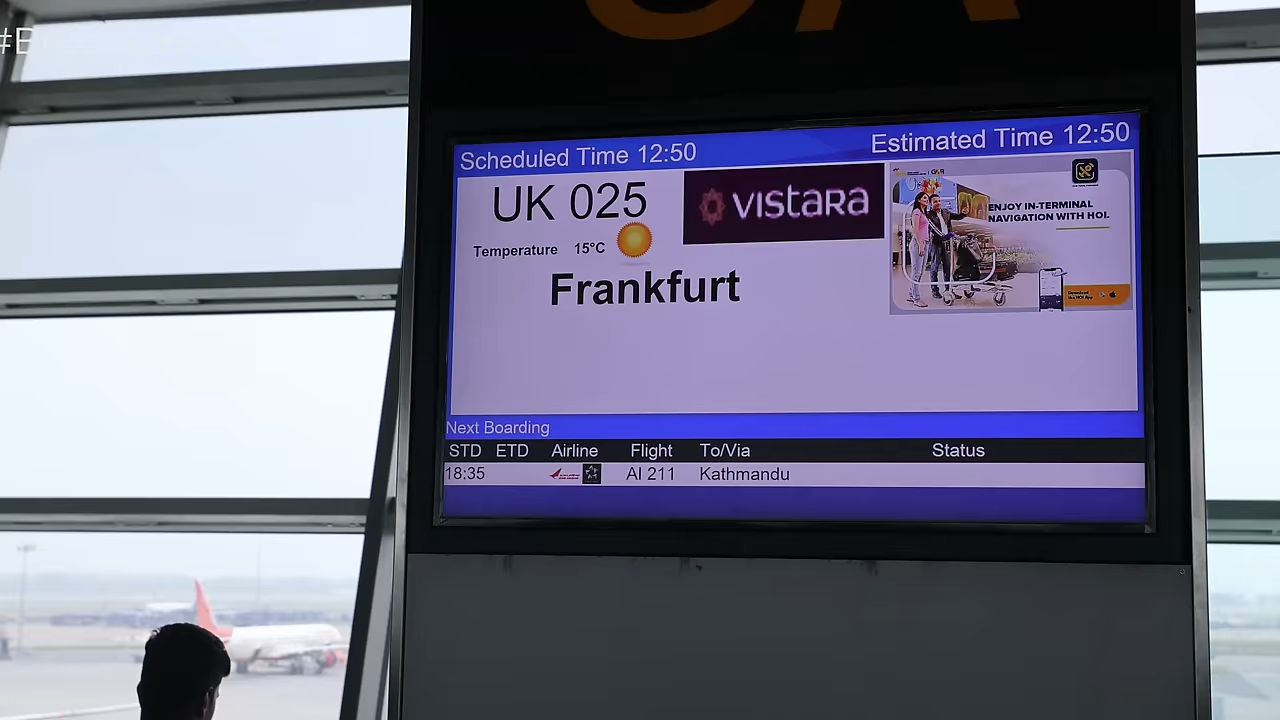 Scheduled Time 12:50
Estimated Time 12:50
UK 025
VISTARA
Temperature 15°C
Frankfurt
ENJOY IN-TERMINAL
NAVIGATION WITH HOI.
Next Boarding
STD ETD Airline Flight To/Via Status
18:35 AI 211 Kathmandu